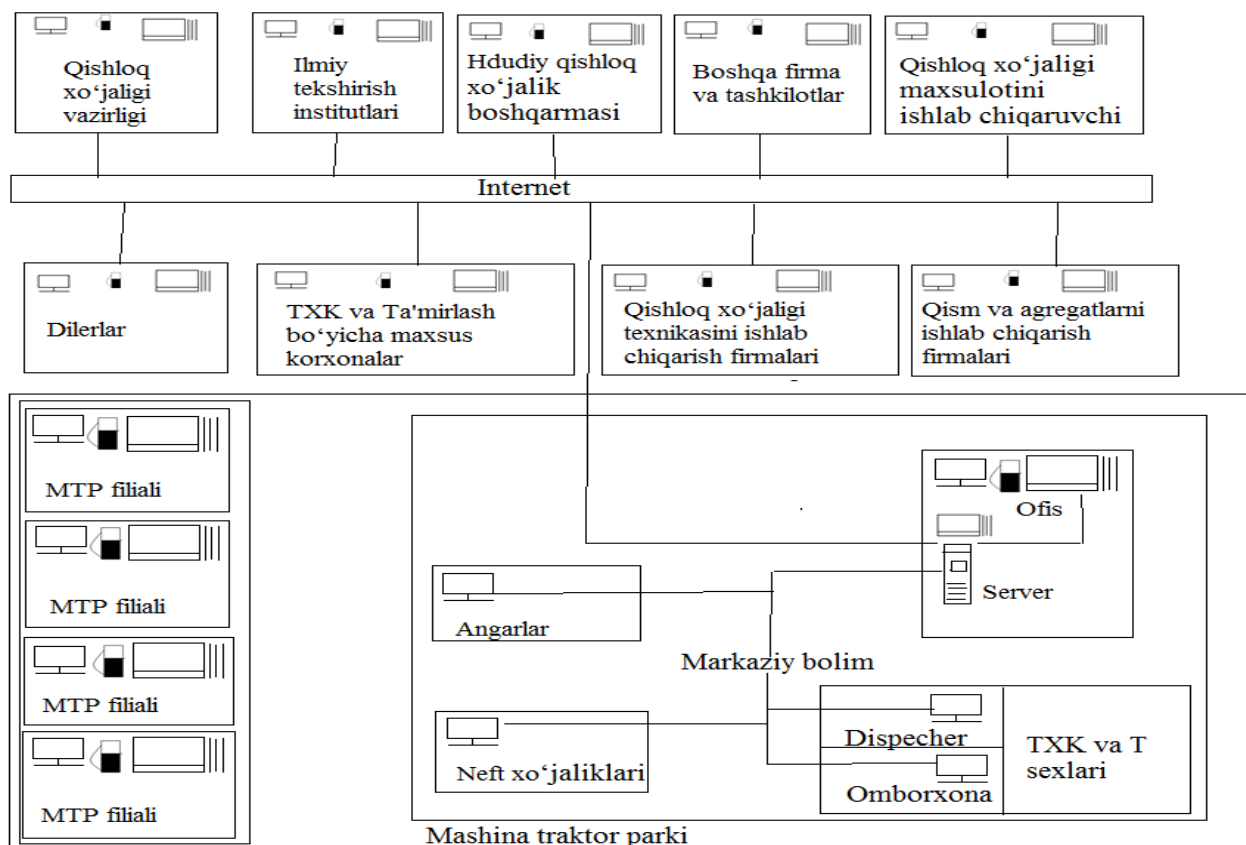 Qishloq
xo‘jaligi
vazirligi
Ilmiy
tekshirish
institutlari
Hdudiy qishloq
xo‘jalik
boshqarmasi
Boshqa firma
va tashkilotlar
Qishloq xo‘jaligi
maxsulotini
ishlab chiqaruvchi
Internet
Dilerlar
TXK va Ta'mirlash
bo‘yicha maxsus
korxonalar
Qishloq xo‘jaligi
texnikasini ishlab
chiqarish firmalari
Qism va agregatlarni
ishlab chiqarish
firmalari
MTP filiali
MTP filiali
MTP filiali
MTP filiali
Ofis
Server
Angarlar
Markaziy bolim
Neft xo‘jaliklari
Dispecher
Omborxona
TXK va T
sexlari
Mashina traktor parki